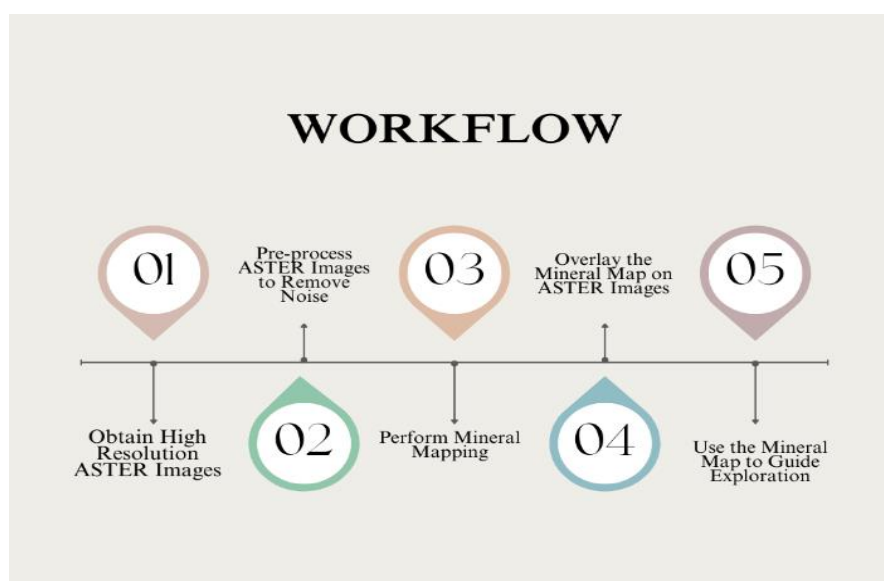 WORKFLOW
01
Obtain High
Resolution
ASTER Images
Pre-process
ASTER Images
to Remove
Noise
02
03
Perform Mineral
Mapping
Overlay the
Mineral Map on
ASTER Images
04
05
Use the Mineral
Map to Guide
Exploration